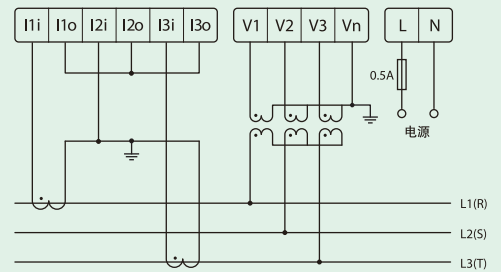 I1i I1o I2i I2o I3i I3o V1 V2 V3 Vn L N
0.5A
电源
L1(R)
L2(S)
L3(T)